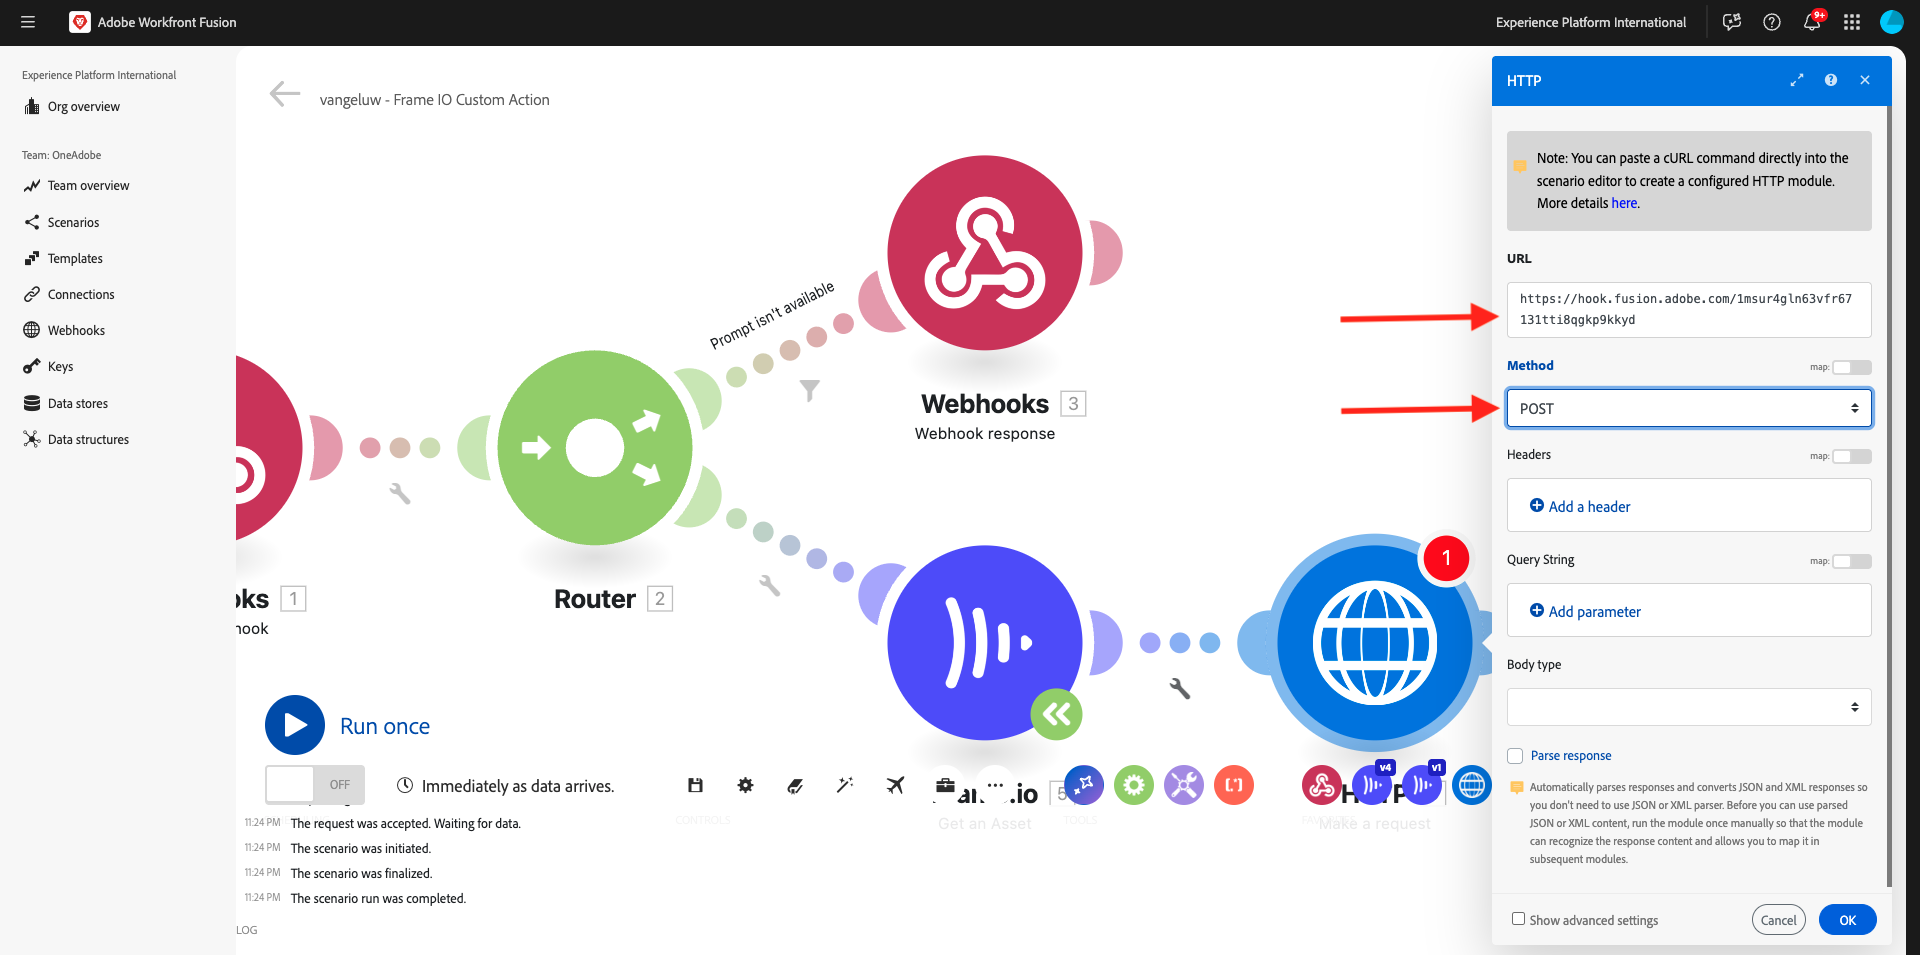 Adobe Workfront Fusion
Experience Platform International
9+
Experience Platform International
Org overview
Team: OneAdobe
Team overview
Scenarios
Templates
Connections
Webhooks
Keys
Data stores
Data structures
vangeluw - Frame IO Custom Action
Prompt isn't available
Webhooks 3
Webhook response
Router 2
1
1
Run once
OFF
Immediately as data arrives.
CONTROLS
TOOLS
Get an Asset
Make a request
v4
v1
11:24 PM The request was accepted. Waiting for data.
11:24 PM The scenario was initiated.
11:24 PM The scenario was finalized.
11:24 PM The scenario run was completed.
LOG
HTTP
Note: You can paste a cURL command directly into the
scenario editor to create a configured HTTP module.
More details here.
URL
https://hook.fusion.adobe.com/1msur4gln63vfr67
131tti8qgkp9kkyd
Method
map:
POST
Headers
map:
Add a header
Query String
map:
Add parameter
Body type
Parse response
Automatically parses responses and converts JSON and XML responses so
you don't need to use JSON or XML parser. Before you can use parsed
JSON or XML content, run the module once manually so that the module
can recognize the response content and allows you to map it in
subsequent modules.
Show advanced settings
Cancel
OK